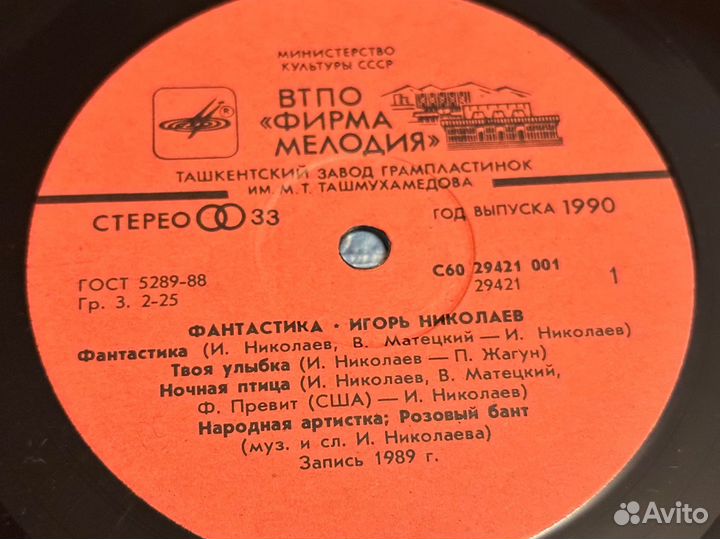 МИНИСТЕРСТВО
КУЛЬТУРЫ СССР
®
ВТПО
«ФИРМА
МЕЛОДИЯ»
ТАШКЕНТСКИЙ ЗАВОД ГРАМПЛАСТИНОК
ИМ. М. Т. ТАШМУХАМЕДОВА
СТЕРЕО 33 ГОД ВЫПУСКА 1990
ГОСТ 5289-88 С60 29421 001
Гр. 3. 2-25 29421 1
ФАНТАСТИКА · ИГОРЬ НИКОЛАЕВ
Фантастика (И. Николаев, В. Матецкий — И. Николаев)
Твоя улыбка (И. Николаев — П. Жагун)
Ночная птица (И. Николаев, В. Матецкий,
Ф. Превит (США) — И. Николаев)
Народная артистка; Розовый бант
(муз. и сл. И. Николаева)
Запись 1989 г.
Avito